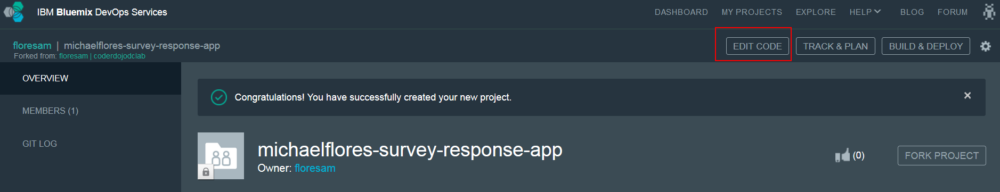 IBM Bluemix DevOps Services
DASHBOARD MY PROJECTS EXPLORE HELP BLOG FORUM
floresam | michaelflores-survey-response-app
Forked from: floresam | coderdojodclab
EDIT CODE TRACK & PLAN BUILD & DEPLOY
OVERVIEW
MEMBERS (1)
GIT LOG
Congratulations! You have successfully created your new project.
michaelflores-survey-response-app
Owner: floresam
(0)
FORK PROJECT